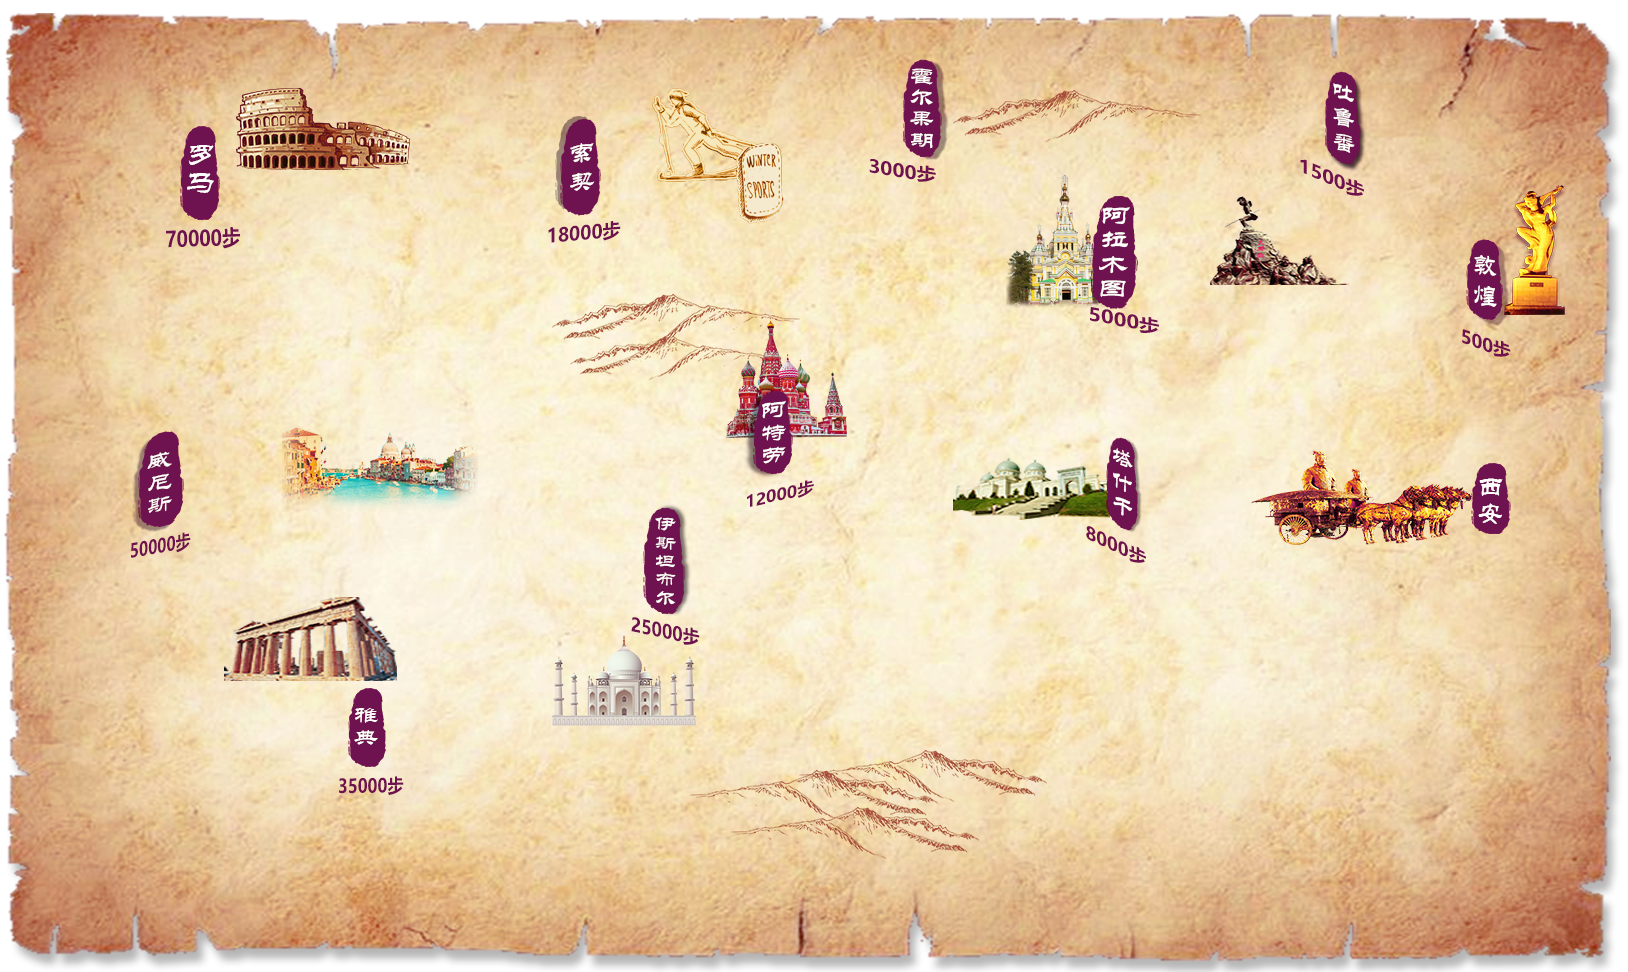 罗马
70000步
索契
18000步
WINTER
SPORTS
霍尔果期
3000步
吐鲁番
1500步
阿拉木图
5000步
敦煌
500步
阿特劳
12000步
威尼斯
50000步
塔什干
8000步
西安
伊斯坦布尔
25000步
雅典
35000步